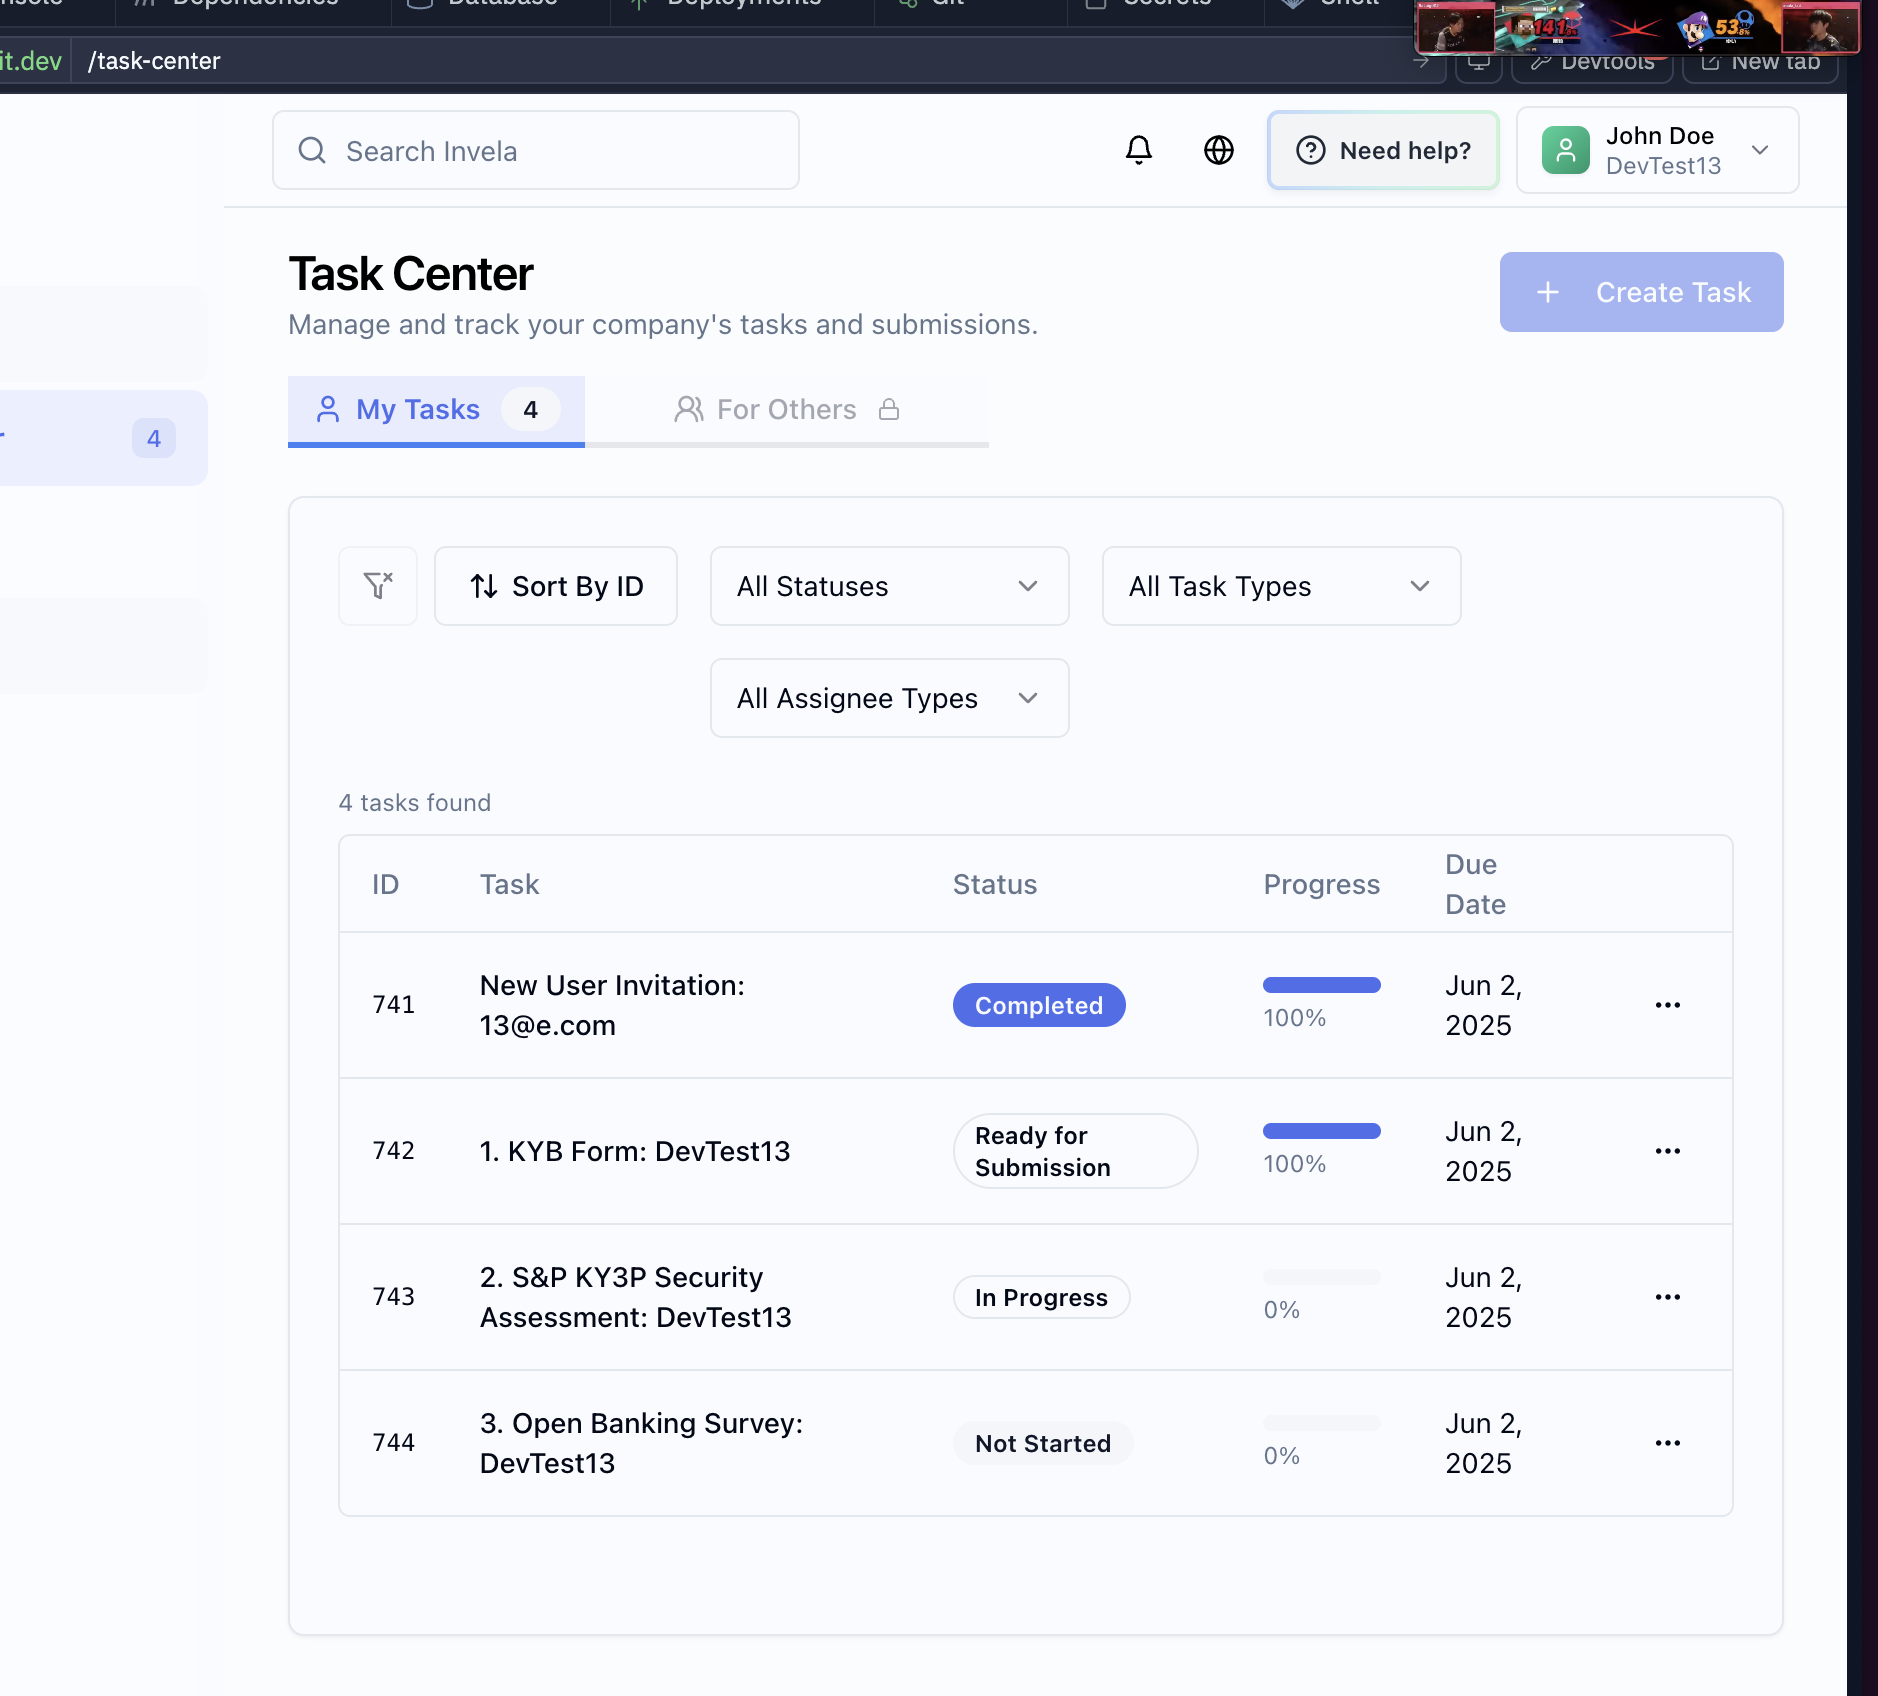 Dependencies
Database
Deployments
Git
Secrets
Shell
it.dev
/task-center
Devtools
New tab
141
53
Search Invela
Need help?
John Doe
DevTest13
Task Center
Manage and track your company's tasks and submissions.
Create Task
My Tasks
4
For Others
4
Sort By ID
All Statuses
All Task Types
All Assignee Types
4 tasks found
ID
Task
Status
Progress
Due
Date
741
New User Invitation:
13@e.com
Completed
100%
Jun 2,
2025
742
1. KYB Form: DevTest13
Ready for
Submission
100%
Jun 2,
2025
743
2. S&P KY3P Security
Assessment: DevTest13
In Progress
0%
Jun 2,
2025
744
3. Open Banking Survey:
DevTest13
Not Started
0%
Jun 2,
2025